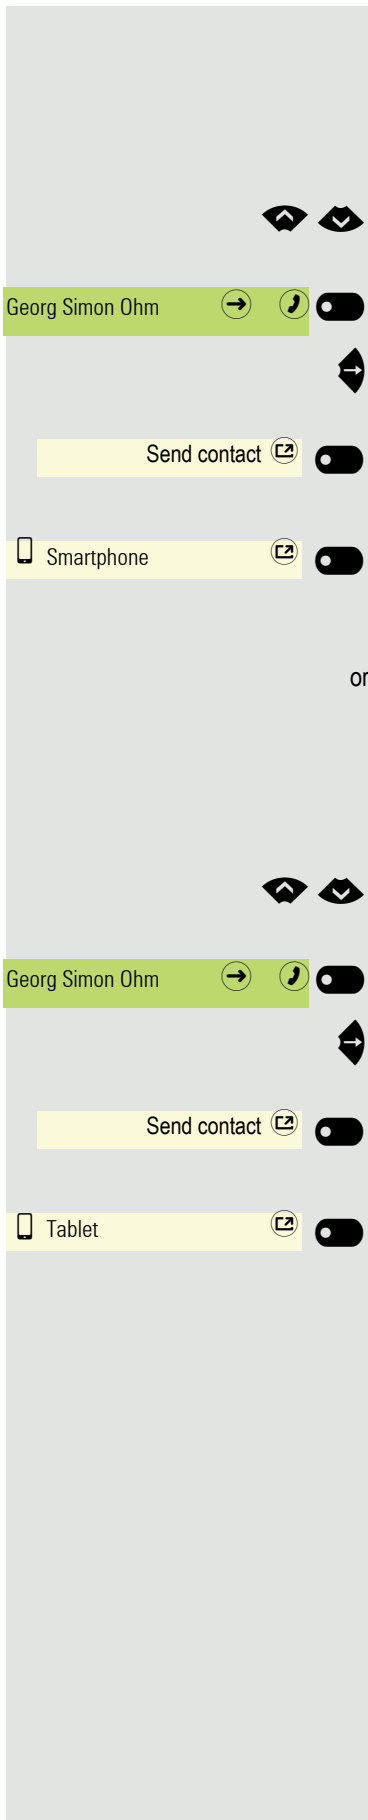 Georg Simon Ohm
Send contact
Smartphone
or
Georg Simon Ohm
Send contact
Tablet